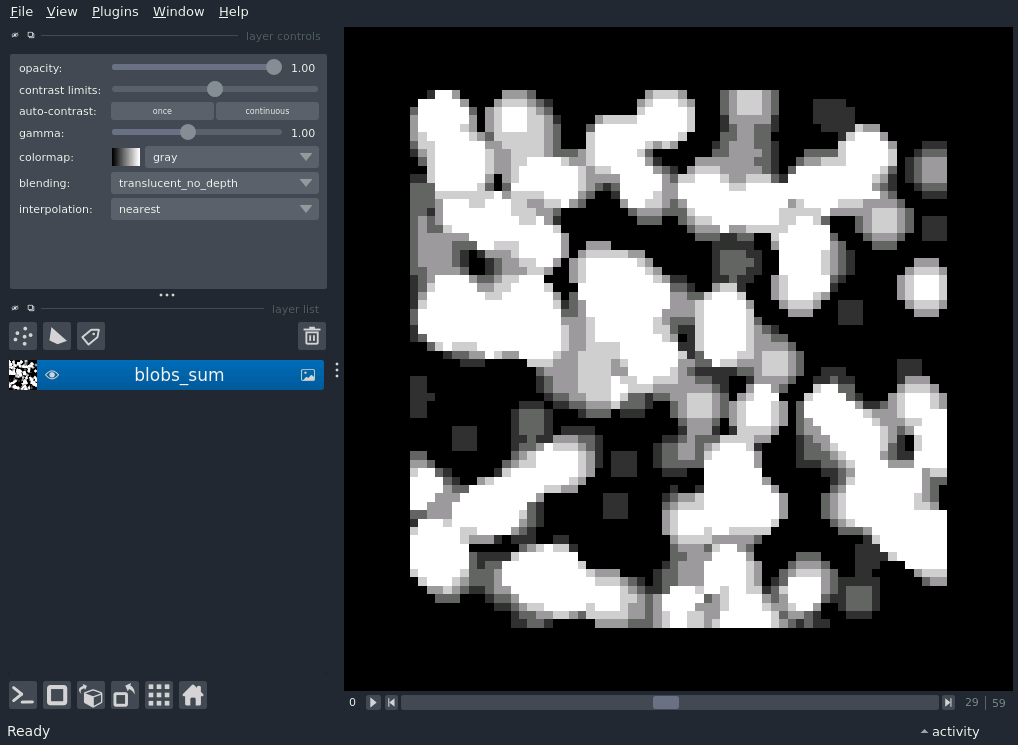 File View Plugins Window Help
layer controls
opacity: 1.00
contrast limits:
auto-contrast: once continuous
gamma: 1.00
colormap: gray
blending: translucent_no_depth
interpolation: nearest
layer list
blobs_sum
0 29 59
Ready activity